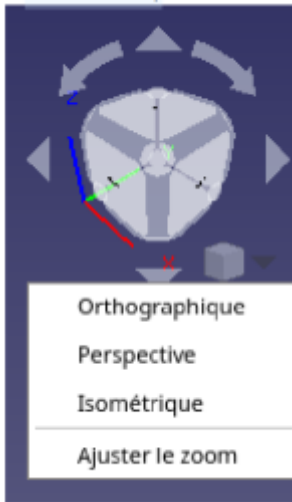 Z
Y
X
Orthographique
Perspective
Isométrique
Ajuster le zoom